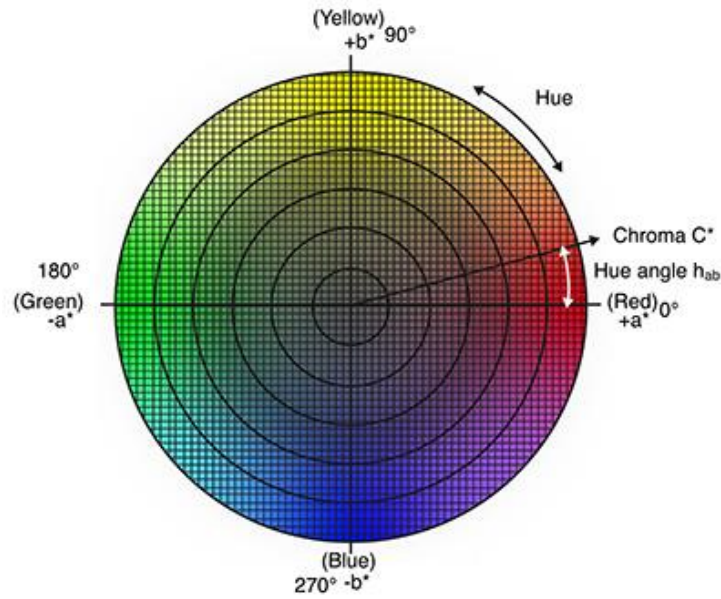 (Yellow)
+b* 90°
Hue
Chroma C*
180°
Hue angle hab
(Green)
-a*
(Red) 0°
+a*
(Blue)
270° -b*